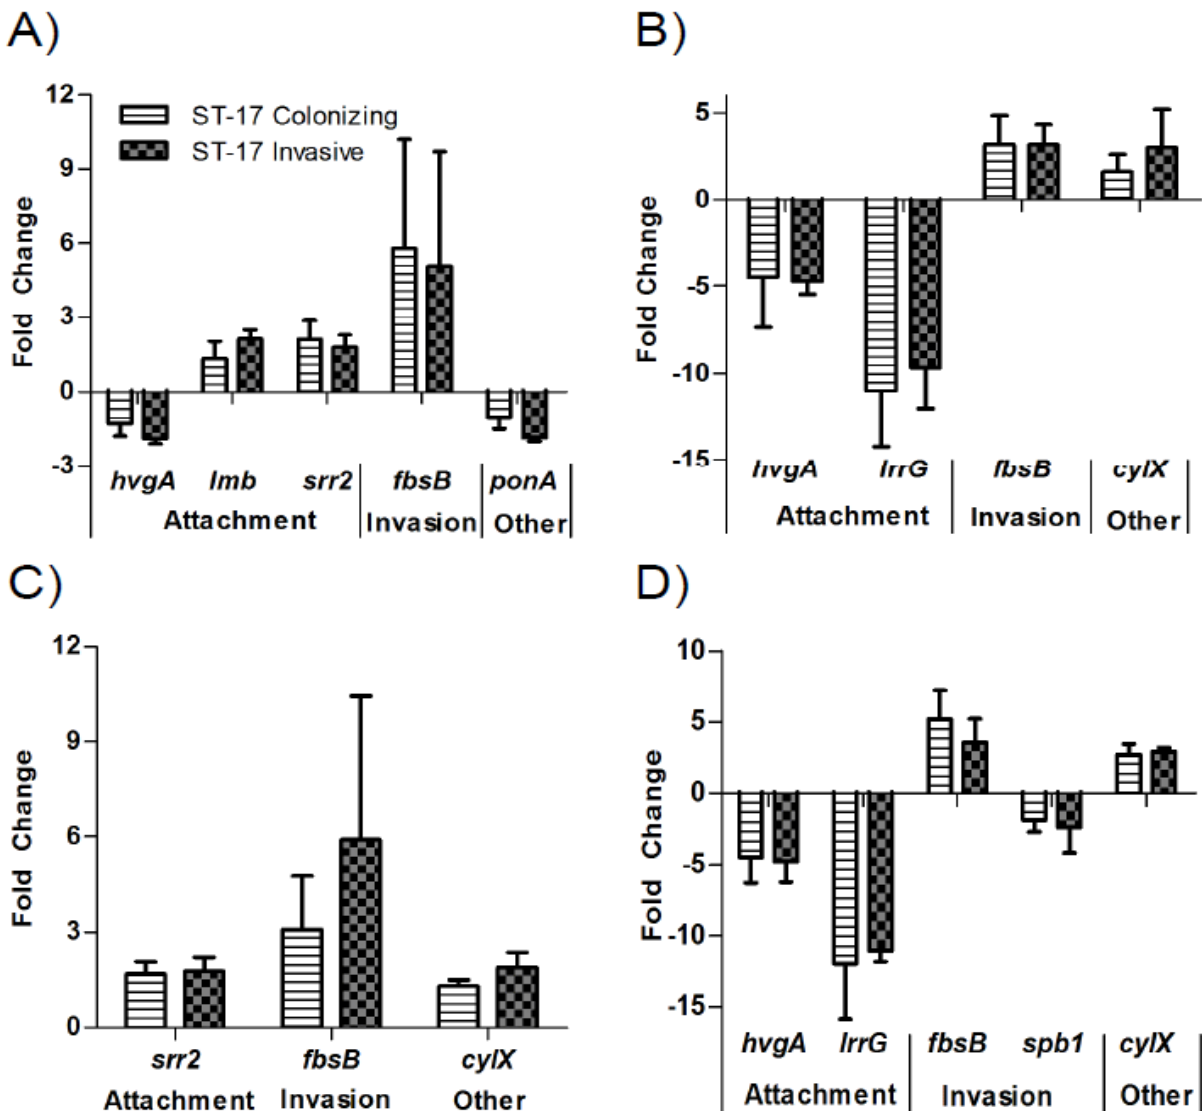 A)
12
9
6
3
0
-3
Fold Change
ST-17 Colonizing
ST-17 Invasive
hvgA lmb srr2 fbsB ponA
Attachment Invasion Other
B)
5
0
-5
-10
-15
Fold Change
hvgA lrrG fbsB cylX
Attachment Invasion Other
C)
12
9
6
3
0
Fold Change
srr2 fbsB cylX
Attachment Invasion Other
D)
10
5
0
-5
-10
-15
Fold Change
hvgA lrrG fbsB spb1 cylX
Attachment Invasion Other